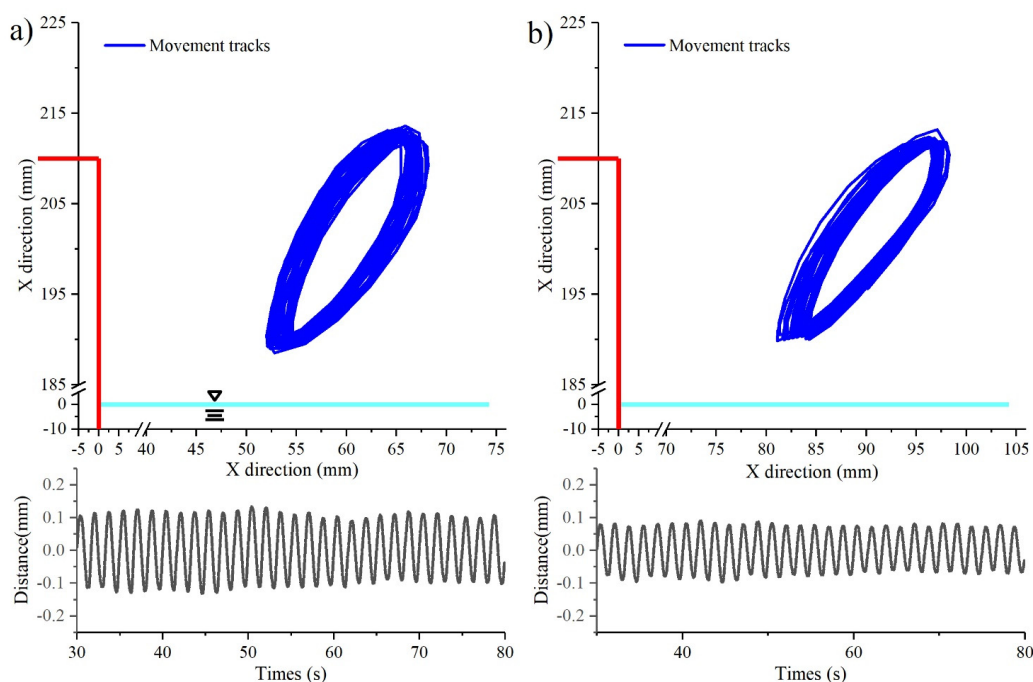 a)
Movement tracks
225
215
205
195
185
0
-10
X direction (mm)
-5 0 5 40 45 50 55 60 65 70 75
X direction (mm)
0.2
0.1
0.0
-0.1
-0.2
Distance(mm)
30 40 50 60 70 80
Times (s)
b)
Movement tracks
225
215
205
195
185
0
-10
X direction (mm)
-5 0 5 70 75 80 85 90 95 100 105
X direction (mm)
0.2
0.1
0.0
-0.1
-0.2
Distance(mm)
40 60 80
Times (s)